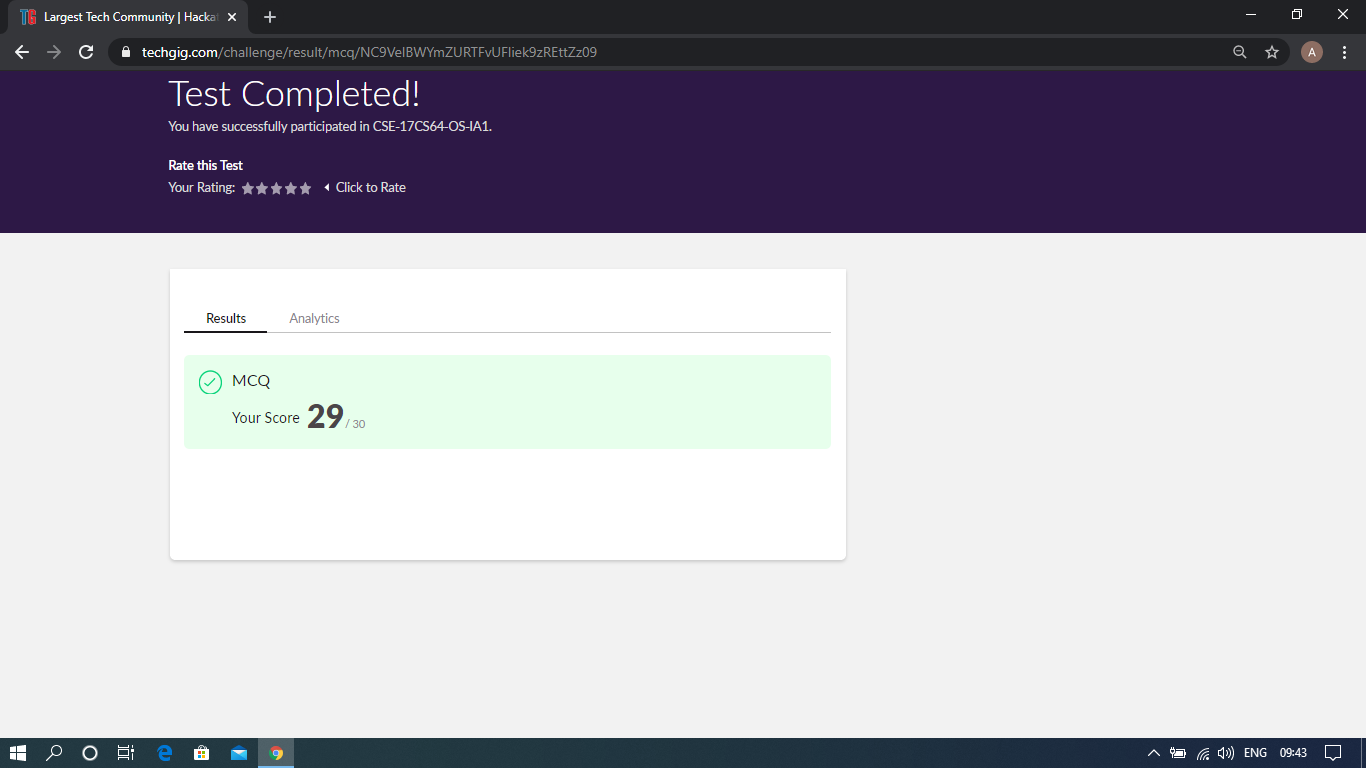 Largest Tech Community | Hacka
techgig.com/challenge/result/mcq/NC9VelBWYmZURTFvUFliek9zREttZz09
A
Test Completed!
You have successfully participated in CSE-17CS64-OS-IA1.
Rate this Test
Your Rating: Click to Rate
Results Analytics
MCQ
Your Score 29 / 30
ENG 09:43